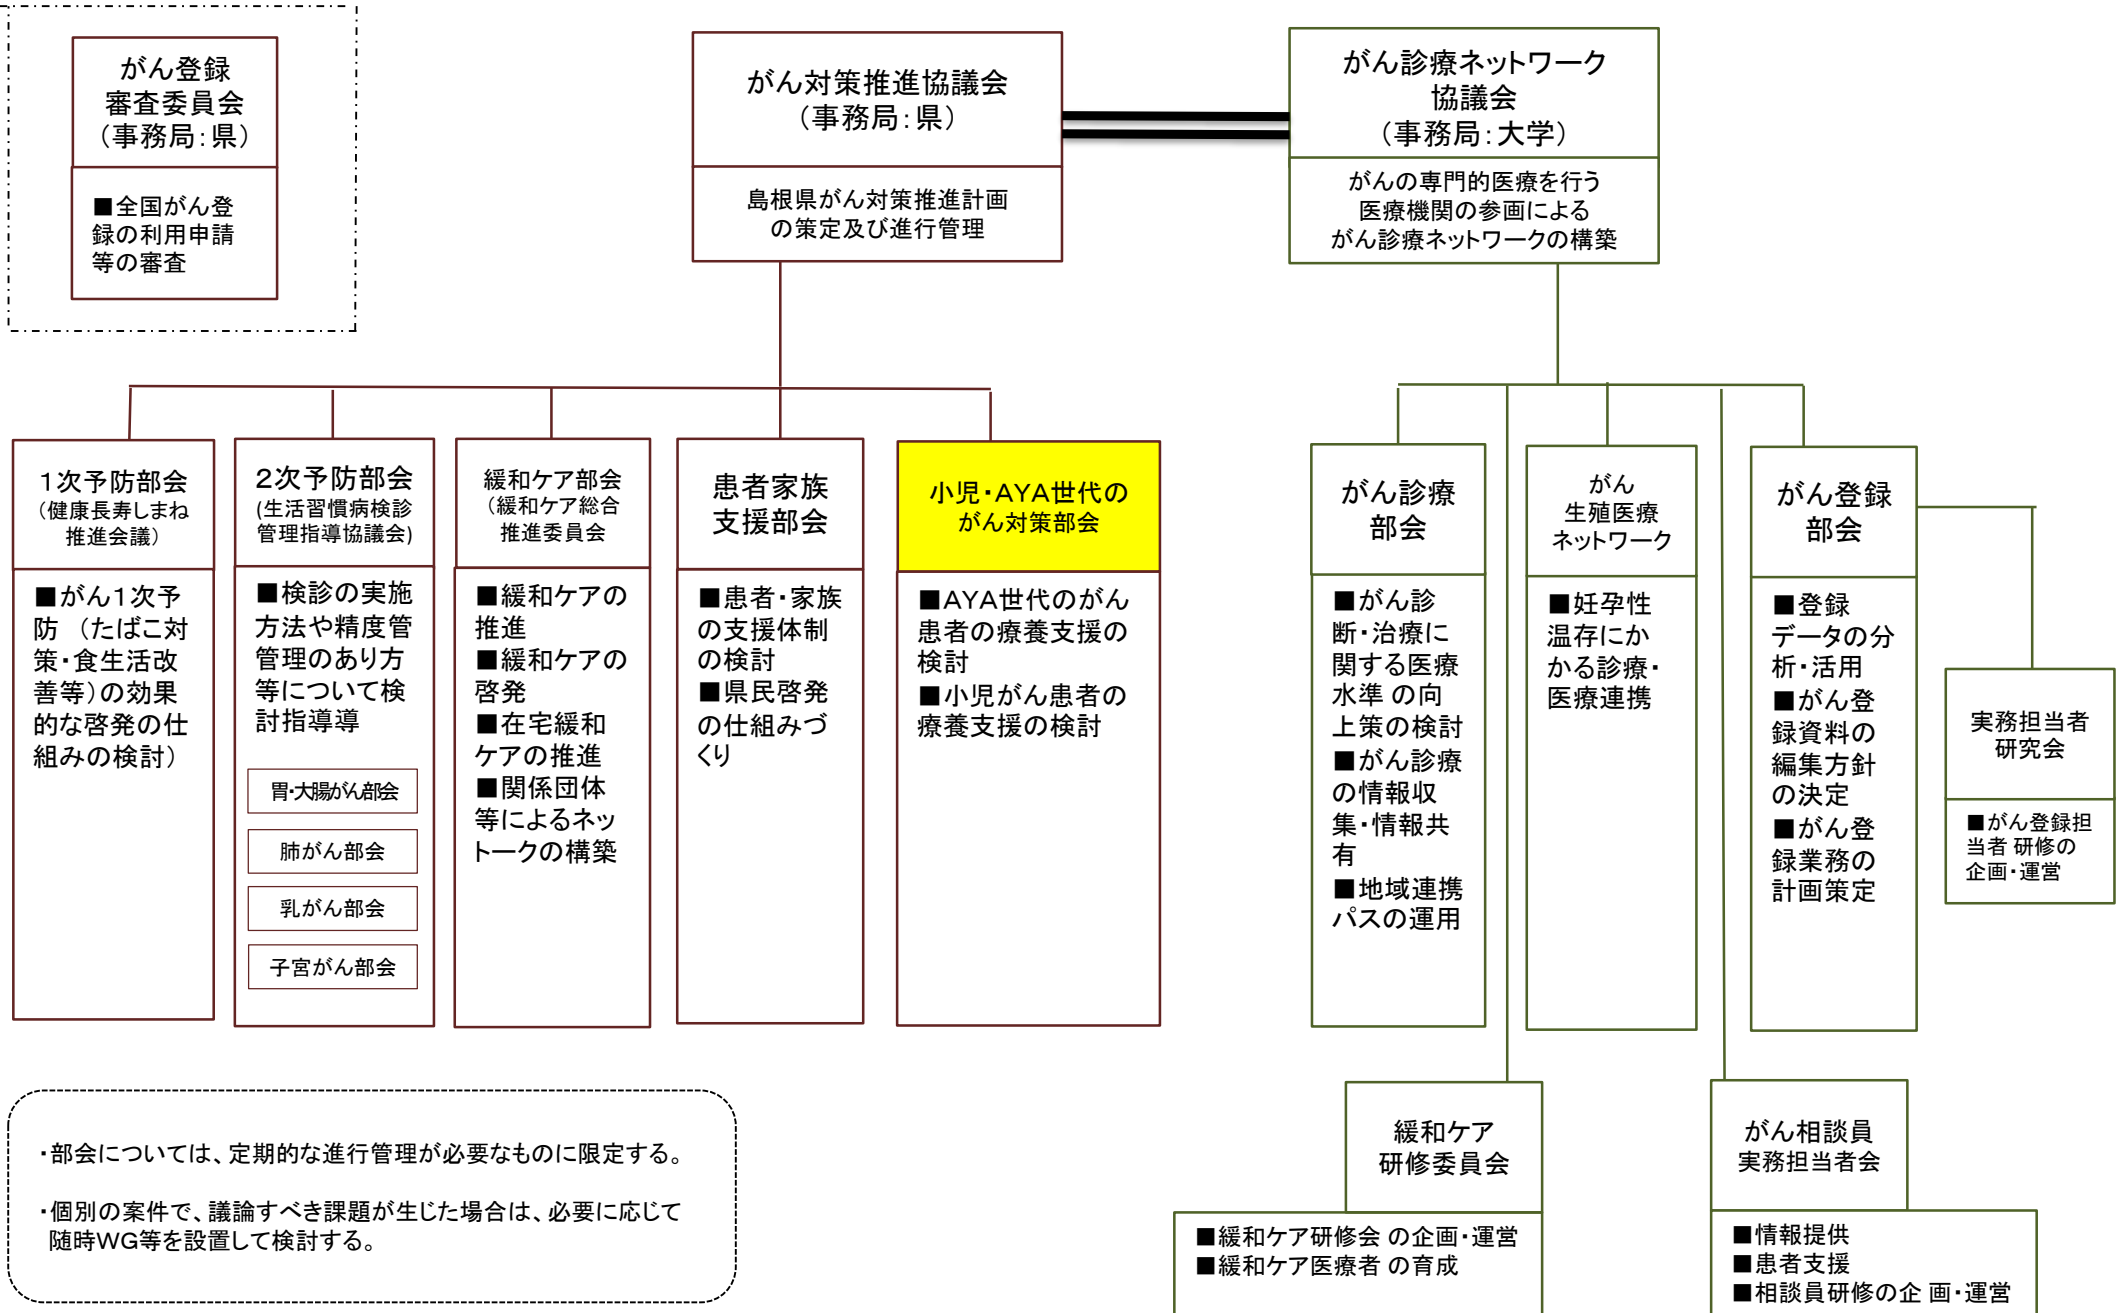 がん登録
審査委員会
（事務局：県）
■全国がん登
録の利用申請
等の審査
がん対策推進協議会
（事務局：県）
島根県がん対策推進計画
の策定及び進行管理
がん診療ネットワーク
協議会
（事務局：大学）
がんの専門的医療を行う
医療機関の参画による
がん診療ネットワークの構築
1次予防部会
（健康長寿しまね
推進会議）
■がん1次予
防　（たばこ対
策・食生活改
善等）の効果
的な啓発の仕
組みの検討）
2次予防部会
(生活習慣病検診
管理指導協議会)
■検診の実施
方法や精度管
管理のあり方
等について検
討指導導
胃・大腸がん部会
肺がん部会
乳がん部会
子宮がん部会
緩和ケア部会
（緩和ケア総合
推進委員会
■緩和ケアの
推進
■緩和ケアの
啓発
■在宅緩和
ケアの推進
■関係団体
等によるネッ
トークの構築
患者家族
支援部会
■患者・家族
の支援体制
の検討
■県民啓発
の仕組みづ
くり
小児・AYA世代の
がん対策部会
■AYA世代のがん
患者の療養支援の
検討
■小児がん患者の
療養支援の検討
がん診療
部会
■がん診
断・治療に
関する医療
水準 の向
上策の検討
■がん診療
の情報収
集・情報共
有
■地域連携
パスの運用
がん
生殖医療
ネットワーク
■妊孕性
温存にか
かる診療・
医療連携
がん登録
部会
■登録
データの分
析・活用
■がん登
録資料の
編集方針
の決定
■がん登
録業務の
計画策定
実務担当者
研究会
■がん登録担
当者 研修の
企画・運営
緩和ケア
研修委員会
■緩和ケア研修会 の企画・運営
■緩和ケア医療者 の育成
がん相談員
実務担当者会
■情報提供
■患者支援
■相談員研修の企 画・運営
・部会については、定期的な進行管理が必要なものに限定する。
・個別の案件で、議論すべき課題が生じた場合は、必要に応じて
随時WG等を設置して検討する。